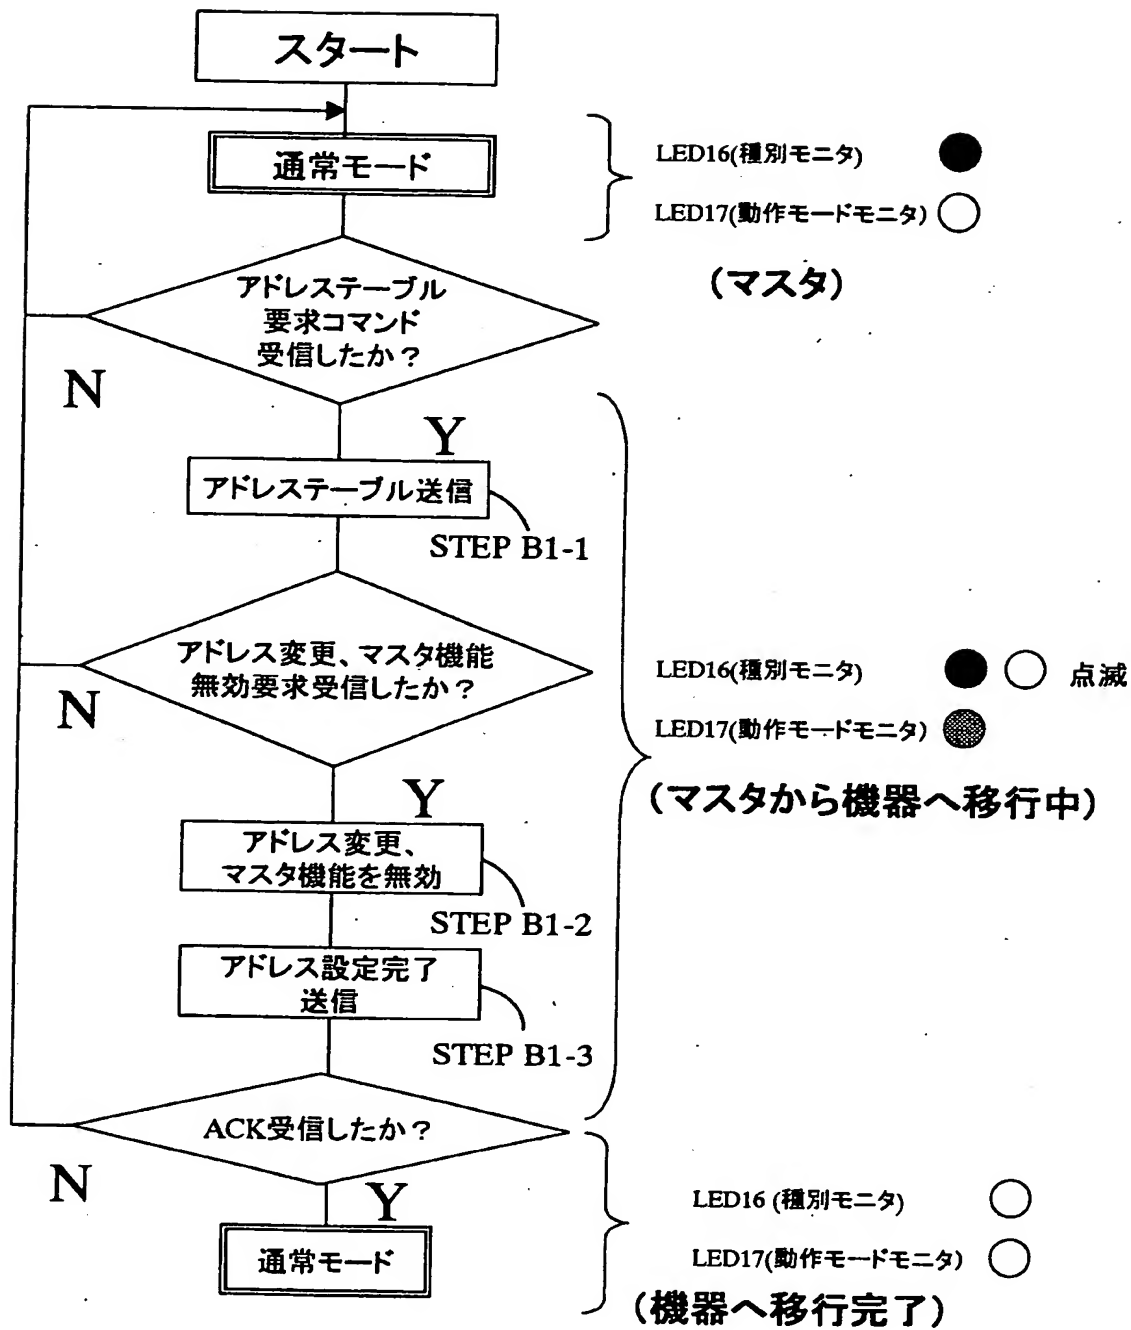 スタート
通常モード
LED16(種別モニタ)
LED17(動作モードモニタ)
(マスタ)
アドレステーブル
要求コマンド
受信したか？
N
Y
アドレステーブル送信
STEP B1-1
アドレス変更、マスタ機能
無効要求受信したか？
N
LED16(種別モニタ)
点滅
LED17(動作モードモニタ)
(マスタから機器へ移行中)
Y
アドレス変更、
マスタ機能を無効
STEP B1-2
アドレス設定完了
送信
STEP B1-3
ACK受信したか？
N
Y
LED16 (種別モニタ)
LED17(動作モードモニタ)
通常モード
(機器へ移行完了)